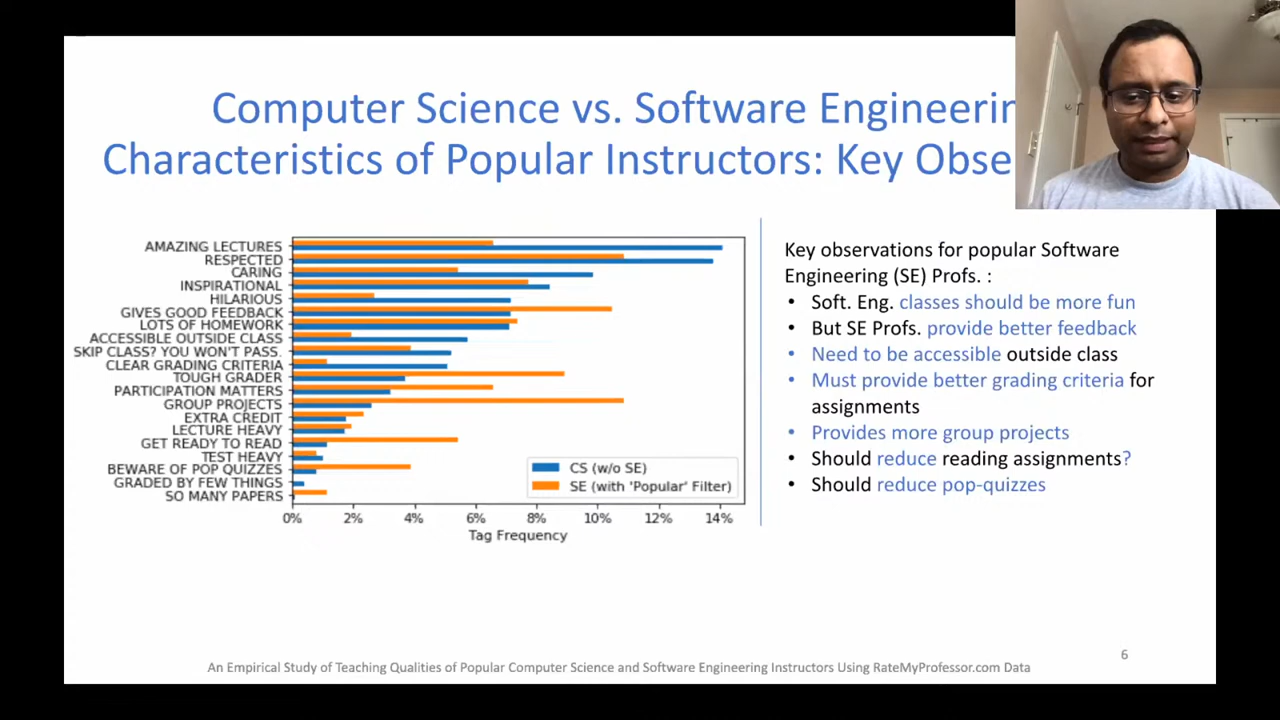 Computer Science vs. Software Engineerin
Characteristics of Popular Instructors: Key Obse
AMAZING LECTURES
RESPECTED
CARING
INSPIRATIONAL
HILARIOUS
GIVES GOOD FEEDBACK
LOTS OF HOMEWORK
ACCESSIBLE OUTSIDE CLASS
SKIP CLASS? YOU WON'T PASS.
CLEAR GRADING CRITERIA
TOUGH GRADER
PARTICIPATION MATTERS
GROUP PROJECTS
EXTRA CREDIT
LECTURE HEAVY
GET READY TO READ
TEST HEAVY
BEWARE OF POP QUIZZES
GRADED BY FEW THINGS
SO MANY PAPERS
CS (w/o SE)
SE (with 'Popular' Filter)
0% 2% 4% 6% 8% 10% 12% 14%
Tag Frequency
Key observations for popular Software
Engineering (SE) Profs. :
• Soft. Eng. classes should be more fun
• But SE Profs. provide better feedback
• Need to be accessible outside class
• Must provide better grading criteria for
assignments
• Provides more group projects
• Should reduce reading assignments?
• Should reduce pop-quizzes
An Empirical Study of Teaching Qualities of Popular Computer Science and Software Engineering Instructors Using RateMyProfessor.com Data
6